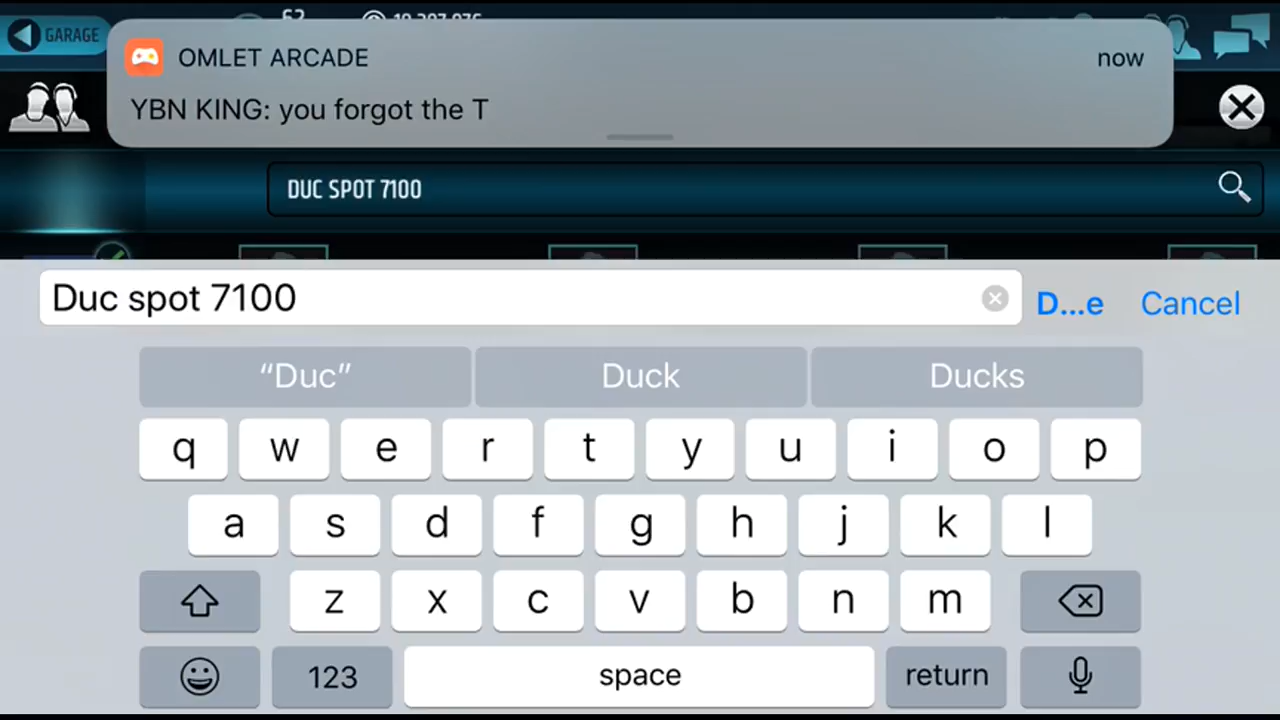 GARAGE
OMLET ARCADE
now
YBN KING: you forgot the T
DUC SPOT 7100
Duc spot 7100
D...e
Cancel
“Duc”
Duck
Ducks
q w e r t y u i o p
a s d f g h j k l
z x c v b n m
123
space
return